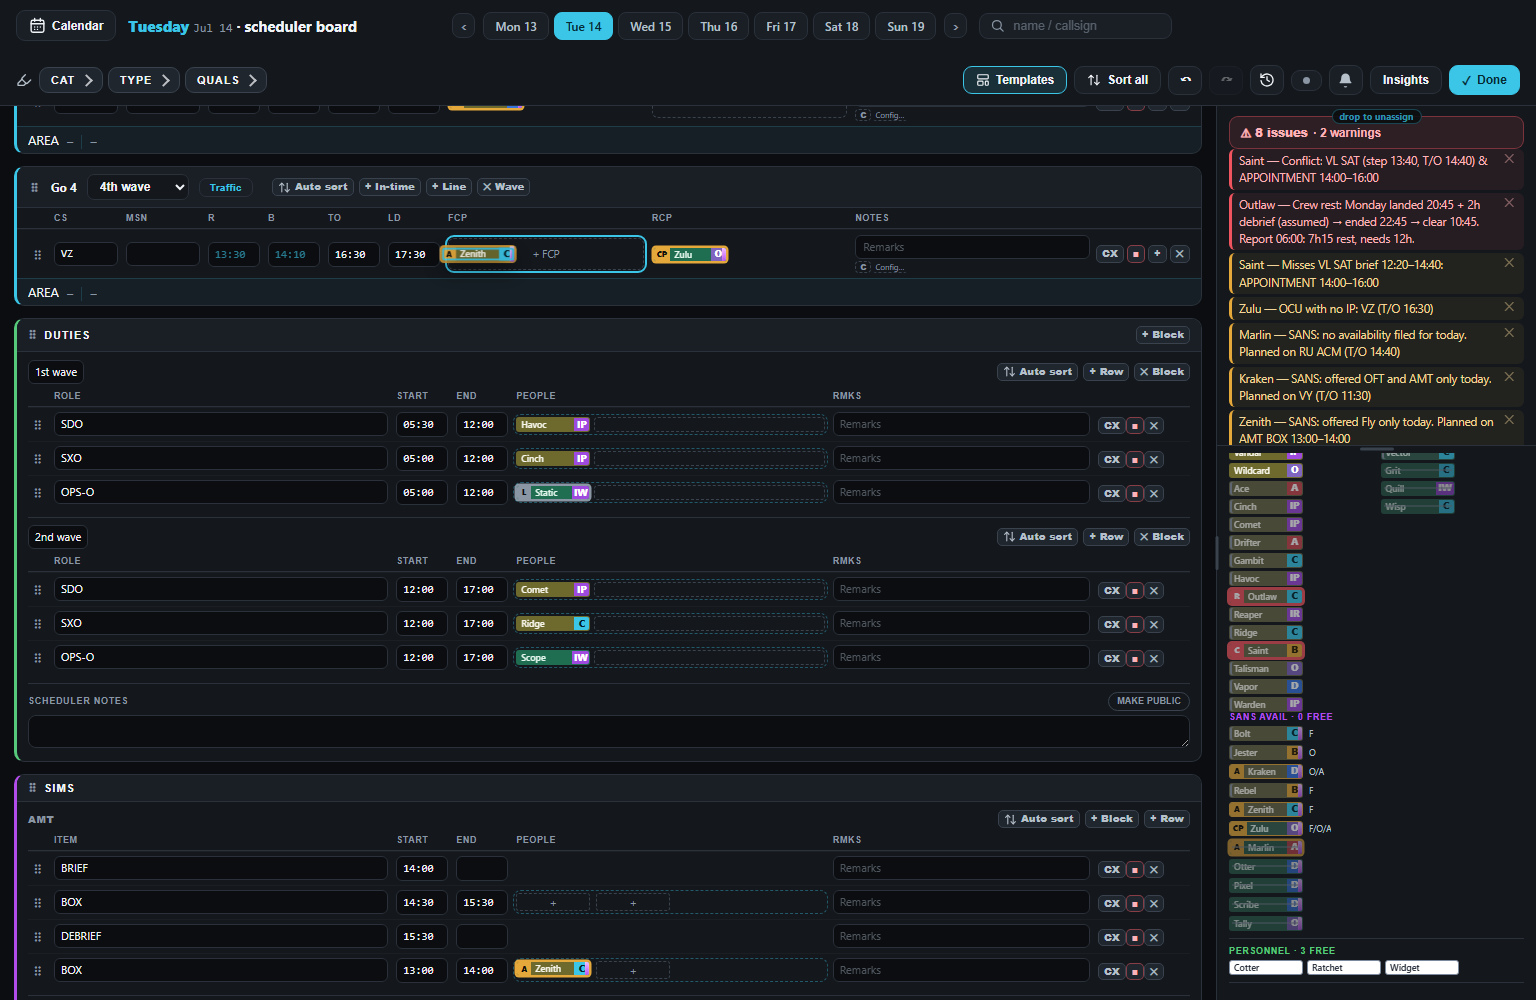 Calendar
Tuesday Jul 14 · scheduler board
‹ Mon 13 Tue 14 Wed 15 Thu 16 Fri 17 Sat 18 Sun 19 ›
name / callsign
CAT TYPE QUALS
Templates Sort all Insights ✓ Done
C Config...
AREA – –
Go 4 4th wave Traffic Auto sort + In-time + Line ✕ Wave
CS MSN R B TO LD FCP RCP NOTES
VZ 13:30 14:10 16:30 17:30 A Zenith C + FCP CP Zulu O Remarks CX + ✕
C Config...
AREA – –
DUTIES + Block
1st wave Auto sort + Row ✕ Block
ROLE START END PEOPLE RMKS
SDO 05:30 12:00 Havoc IP Remarks CX ✕
SXO 05:00 12:00 Cinch IP Remarks CX ✕
OPS-O 05:00 12:00 L Static IW Remarks CX ✕
2nd wave Auto sort + Row ✕ Block
ROLE START END PEOPLE RMKS
SDO 12:00 17:00 Comet IP Remarks CX ✕
SXO 12:00 17:00 Ridge C Remarks CX ✕
OPS-O 12:00 17:00 Scope IW Remarks CX ✕
SCHEDULER NOTES MAKE PUBLIC
SIMS
AMT Auto sort + Block + Row
ITEM START END PEOPLE RMKS
BRIEF 14:00 Remarks CX ✕
BOX 14:30 15:30 + + Remarks CX ✕
DEBRIEF 15:30 Remarks CX ✕
BOX 13:00 14:00 A Zenith C + Remarks CX ✕
drop to unassign
⚠ 8 issues · 2 warnings
Saint — Conflict: VL SAT (step 13:40, T/O 14:40) &
APPOINTMENT 14:00–16:00
Outlaw — Crew rest: Monday landed 20:45 + 2h
debrief (assumed) → ended 22:45 → clear 10:45.
Report 06:00: 7h15 rest, needs 12h.
Saint — Misses VL SAT brief 12:20–14:40:
APPOINTMENT 14:00–16:00
Zulu — OCU with no IP: VZ (T/O 16:30)
Marlin — SANS: no availability filed for today.
Planned on RU ACM (T/O 14:40)
Kraken — SANS: offered OFT and AMT only today.
Planned on VY (T/O 11:30)
Zenith — SANS: offered Fly only today. Planned on
AMT BOX 13:00–14:00
Vandal Vector C
Wildcard O Grit C
Ace A Quill IW
Cinch IP Wisp C
Comet IP
Drifter A
Gambit C
Havoc IP
R Outlaw C
Reaper IR
Ridge C
C Saint B
Talisman O
Vapor D
Warden IP
SANS AVAIL · 0 FREE
Bolt C F
Jester B O
A Kraken D O/A
Rebel B F
A Zenith C F
CP Zulu O F/O/A
A Marlin A
Otter D
Pixel D
Scribe D
Tally O
PERSONNEL · 3 FREE
Cotter Ratchet Widget